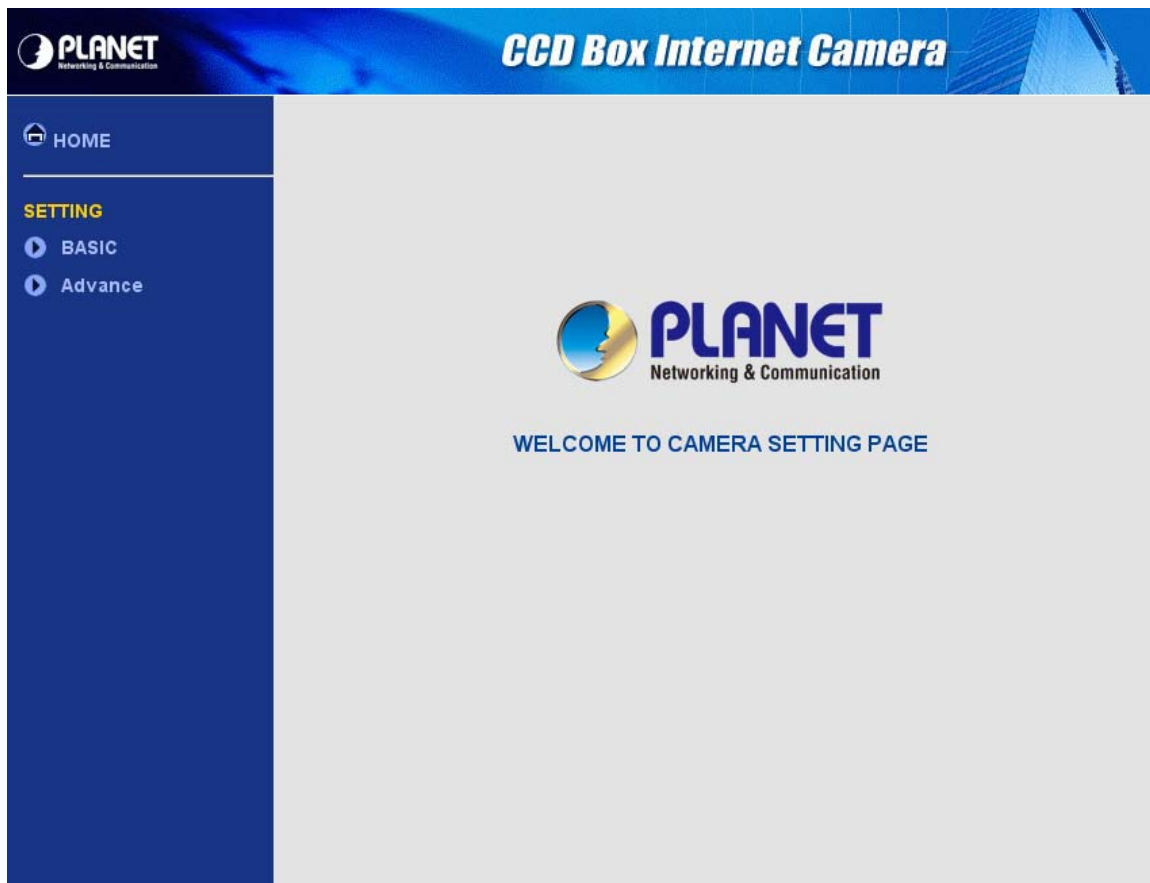 PLANET
Networking & Communication
CCD Box Internet Camera
HOME
SETTING
BASIC
Advance
PLANET
Networking & Communication
WELCOME TO CAMERA SETTING PAGE